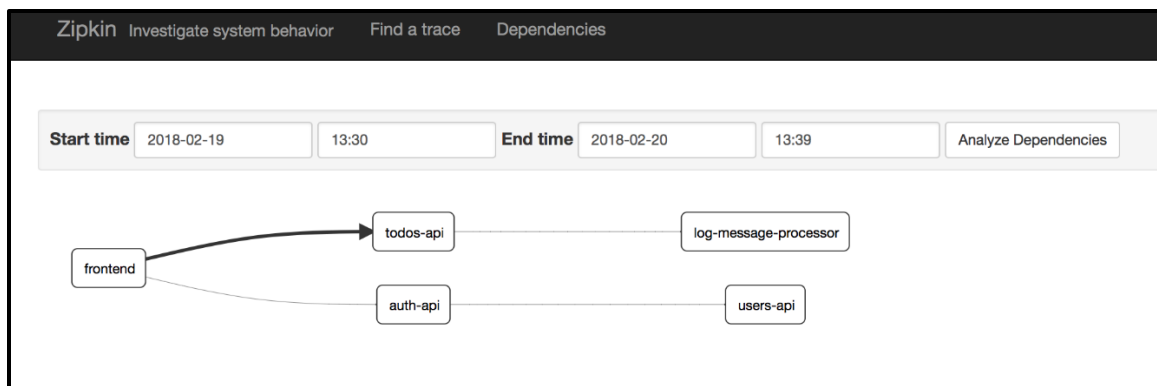 Zipkin Investigate system behavior Find a trace Dependencies
Start time 2018-02-19 13:30 End time 2018-02-20 13:39 Analyze Dependencies
todos-api log-message-processor
frontend
auth-api users-api